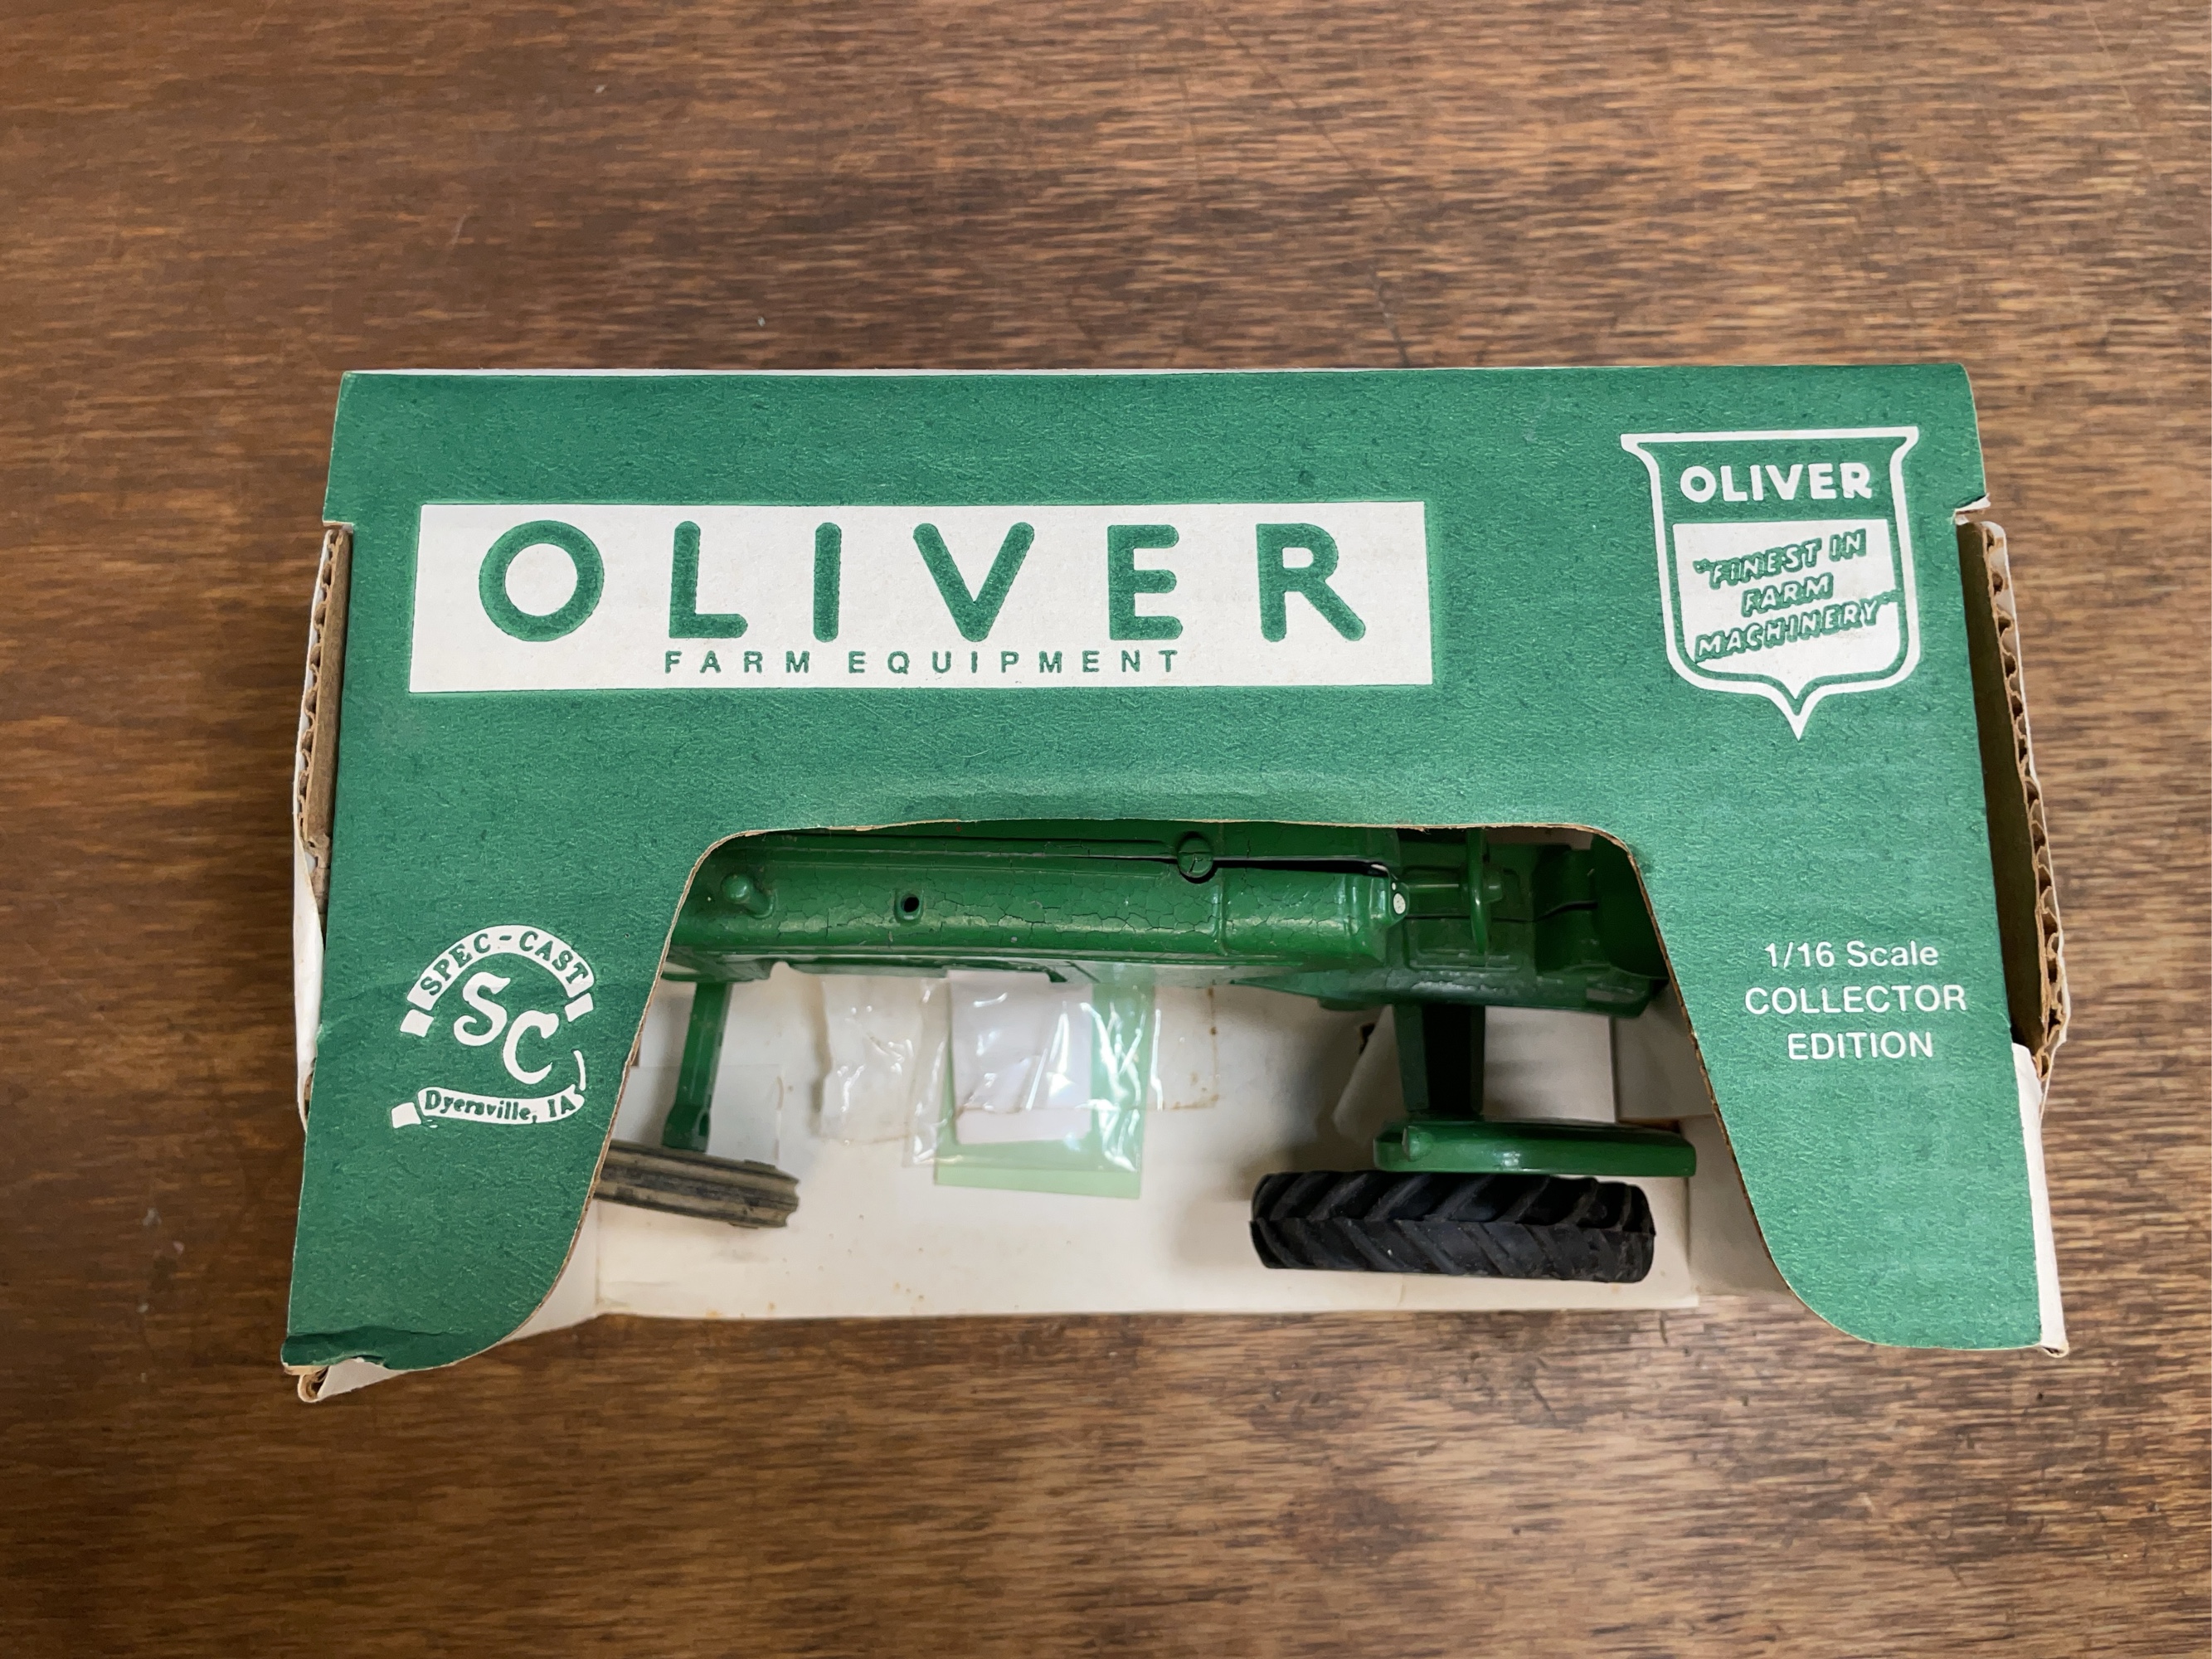 OLIVER
FARM EQUIPMENT
OLIVER
"FINEST IN
FARM
MACHINERY"
SPEC-CAST
SC
Dyersville, IA
1/16 Scale
COLLECTOR
EDITION